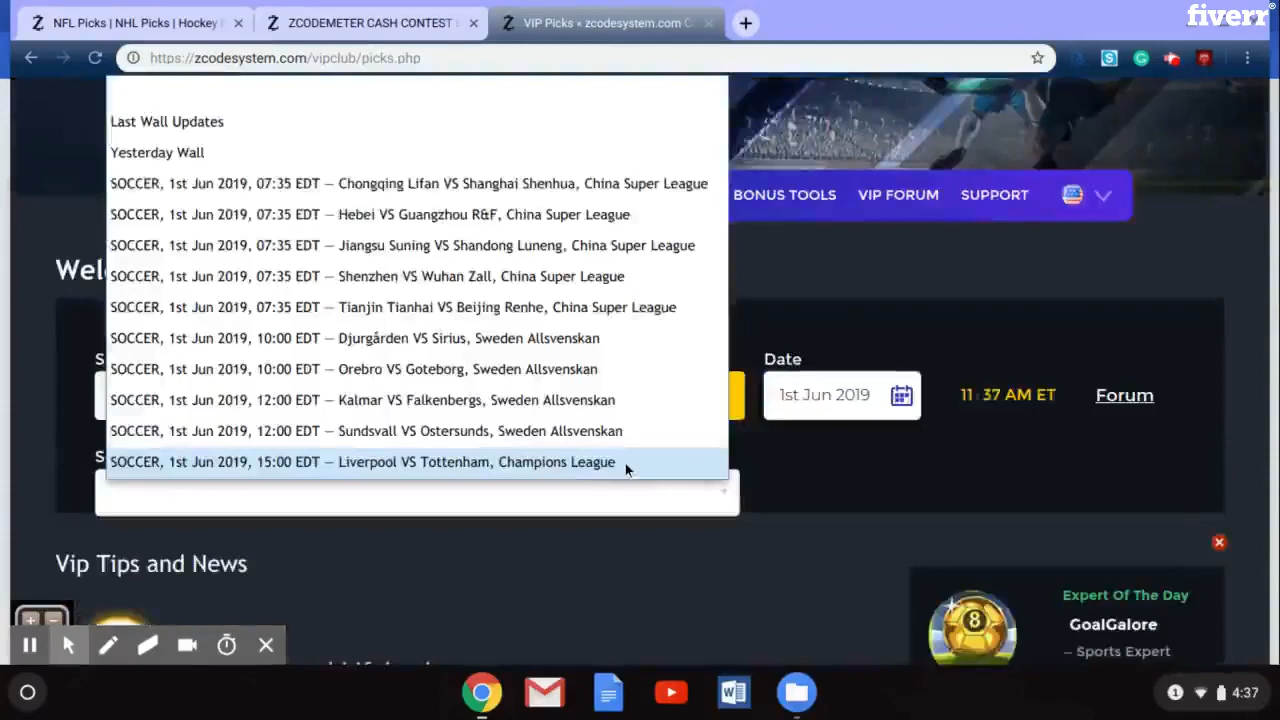 fiverr®
NFL Picks | NHL Picks | Hockey P
ZCODEMETER CASH CONTEST
VIP Picks « zcodesystem.com
https://zcodesystem.com/vipclub/picks.php
Last Wall Updates
Yesterday Wall
SOCCER, 1st Jun 2019, 07:35 EDT — Chongqing Lifan VS Shanghai Shenhua, China Super League
SOCCER, 1st Jun 2019, 07:35 EDT — Hebei VS Guangzhou R&F, China Super League
SOCCER, 1st Jun 2019, 07:35 EDT — Jiangsu Suning VS Shandong Luneng, China Super League
SOCCER, 1st Jun 2019, 07:35 EDT — Shenzhen VS Wuhan Zall, China Super League
SOCCER, 1st Jun 2019, 07:35 EDT — Tianjin Tianhai VS Beijing Renhe, China Super League
SOCCER, 1st Jun 2019, 10:00 EDT — Djurgården VS Sirius, Sweden Allsvenskan
SOCCER, 1st Jun 2019, 10:00 EDT — Orebro VS Goteborg, Sweden Allsvenskan
SOCCER, 1st Jun 2019, 12:00 EDT — Kalmar VS Falkenbergs, Sweden Allsvenskan
SOCCER, 1st Jun 2019, 12:00 EDT — Sundsvall VS Ostersunds, Sweden Allsvenskan
SOCCER, 1st Jun 2019, 15:00 EDT — Liverpool VS Tottenham, Champions League
BONUS TOOLS VIP FORUM SUPPORT
Wel
Date
1st Jun 2019
11 37 AM ET
Forum
Vip Tips and News
Expert Of The Day
8
GoalGalore
— Sports Expert
1
4:37